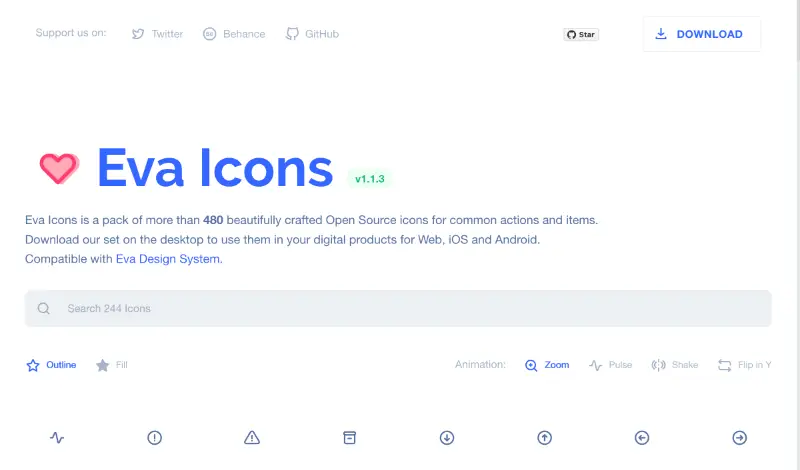 Support us on: Twitter Behance GitHub Star DOWNLOAD
Eva Icons v1.1.3
Eva Icons is a pack of more than 480 beautifully crafted Open Source icons for common actions and items.
Download our set on the desktop to use them in your digital products for Web, iOS and Android.
Compatible with Eva Design System.
Search 244 Icons
Outline Fill Animation: Zoom Pulse Shake Flip in Y